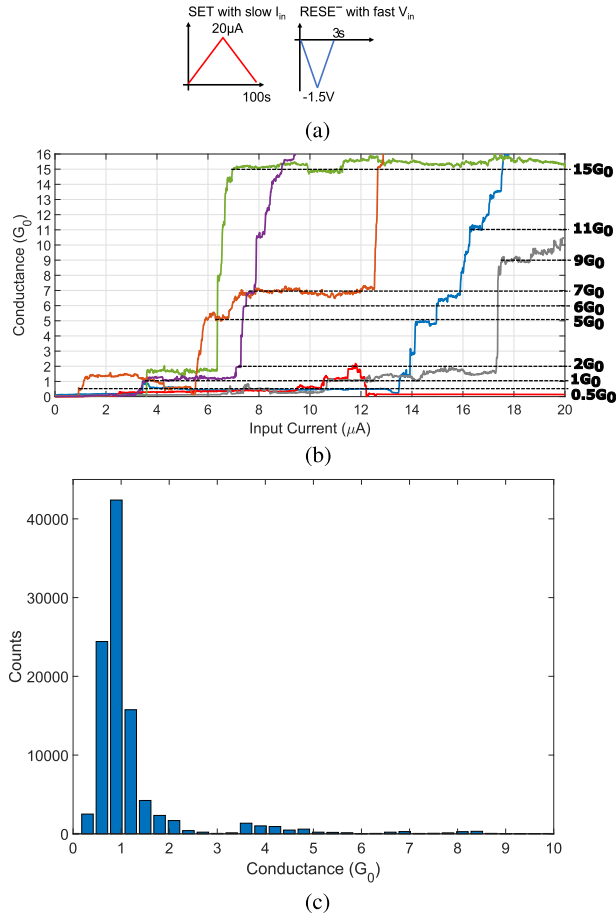 SET with slow Iin
RESE‾ with fast Vin
20μA
3s
100s
-1.5V
(a)
16
15
14
13
12
11
10
9
8
7
6
5
4
3
2
1
0
Conductance (G0)
15G0
11G0
9G0
7G0
6G0
5G0
2G0
1G0
0.5G0
0 2 4 6 8 10 12 14 16 18 20
Input Current (μA)
(b)
40000
30000
20000
10000
0
Counts
0 1 2 3 4 5 6 7 8 9 10
Conductance (G0)
(c)